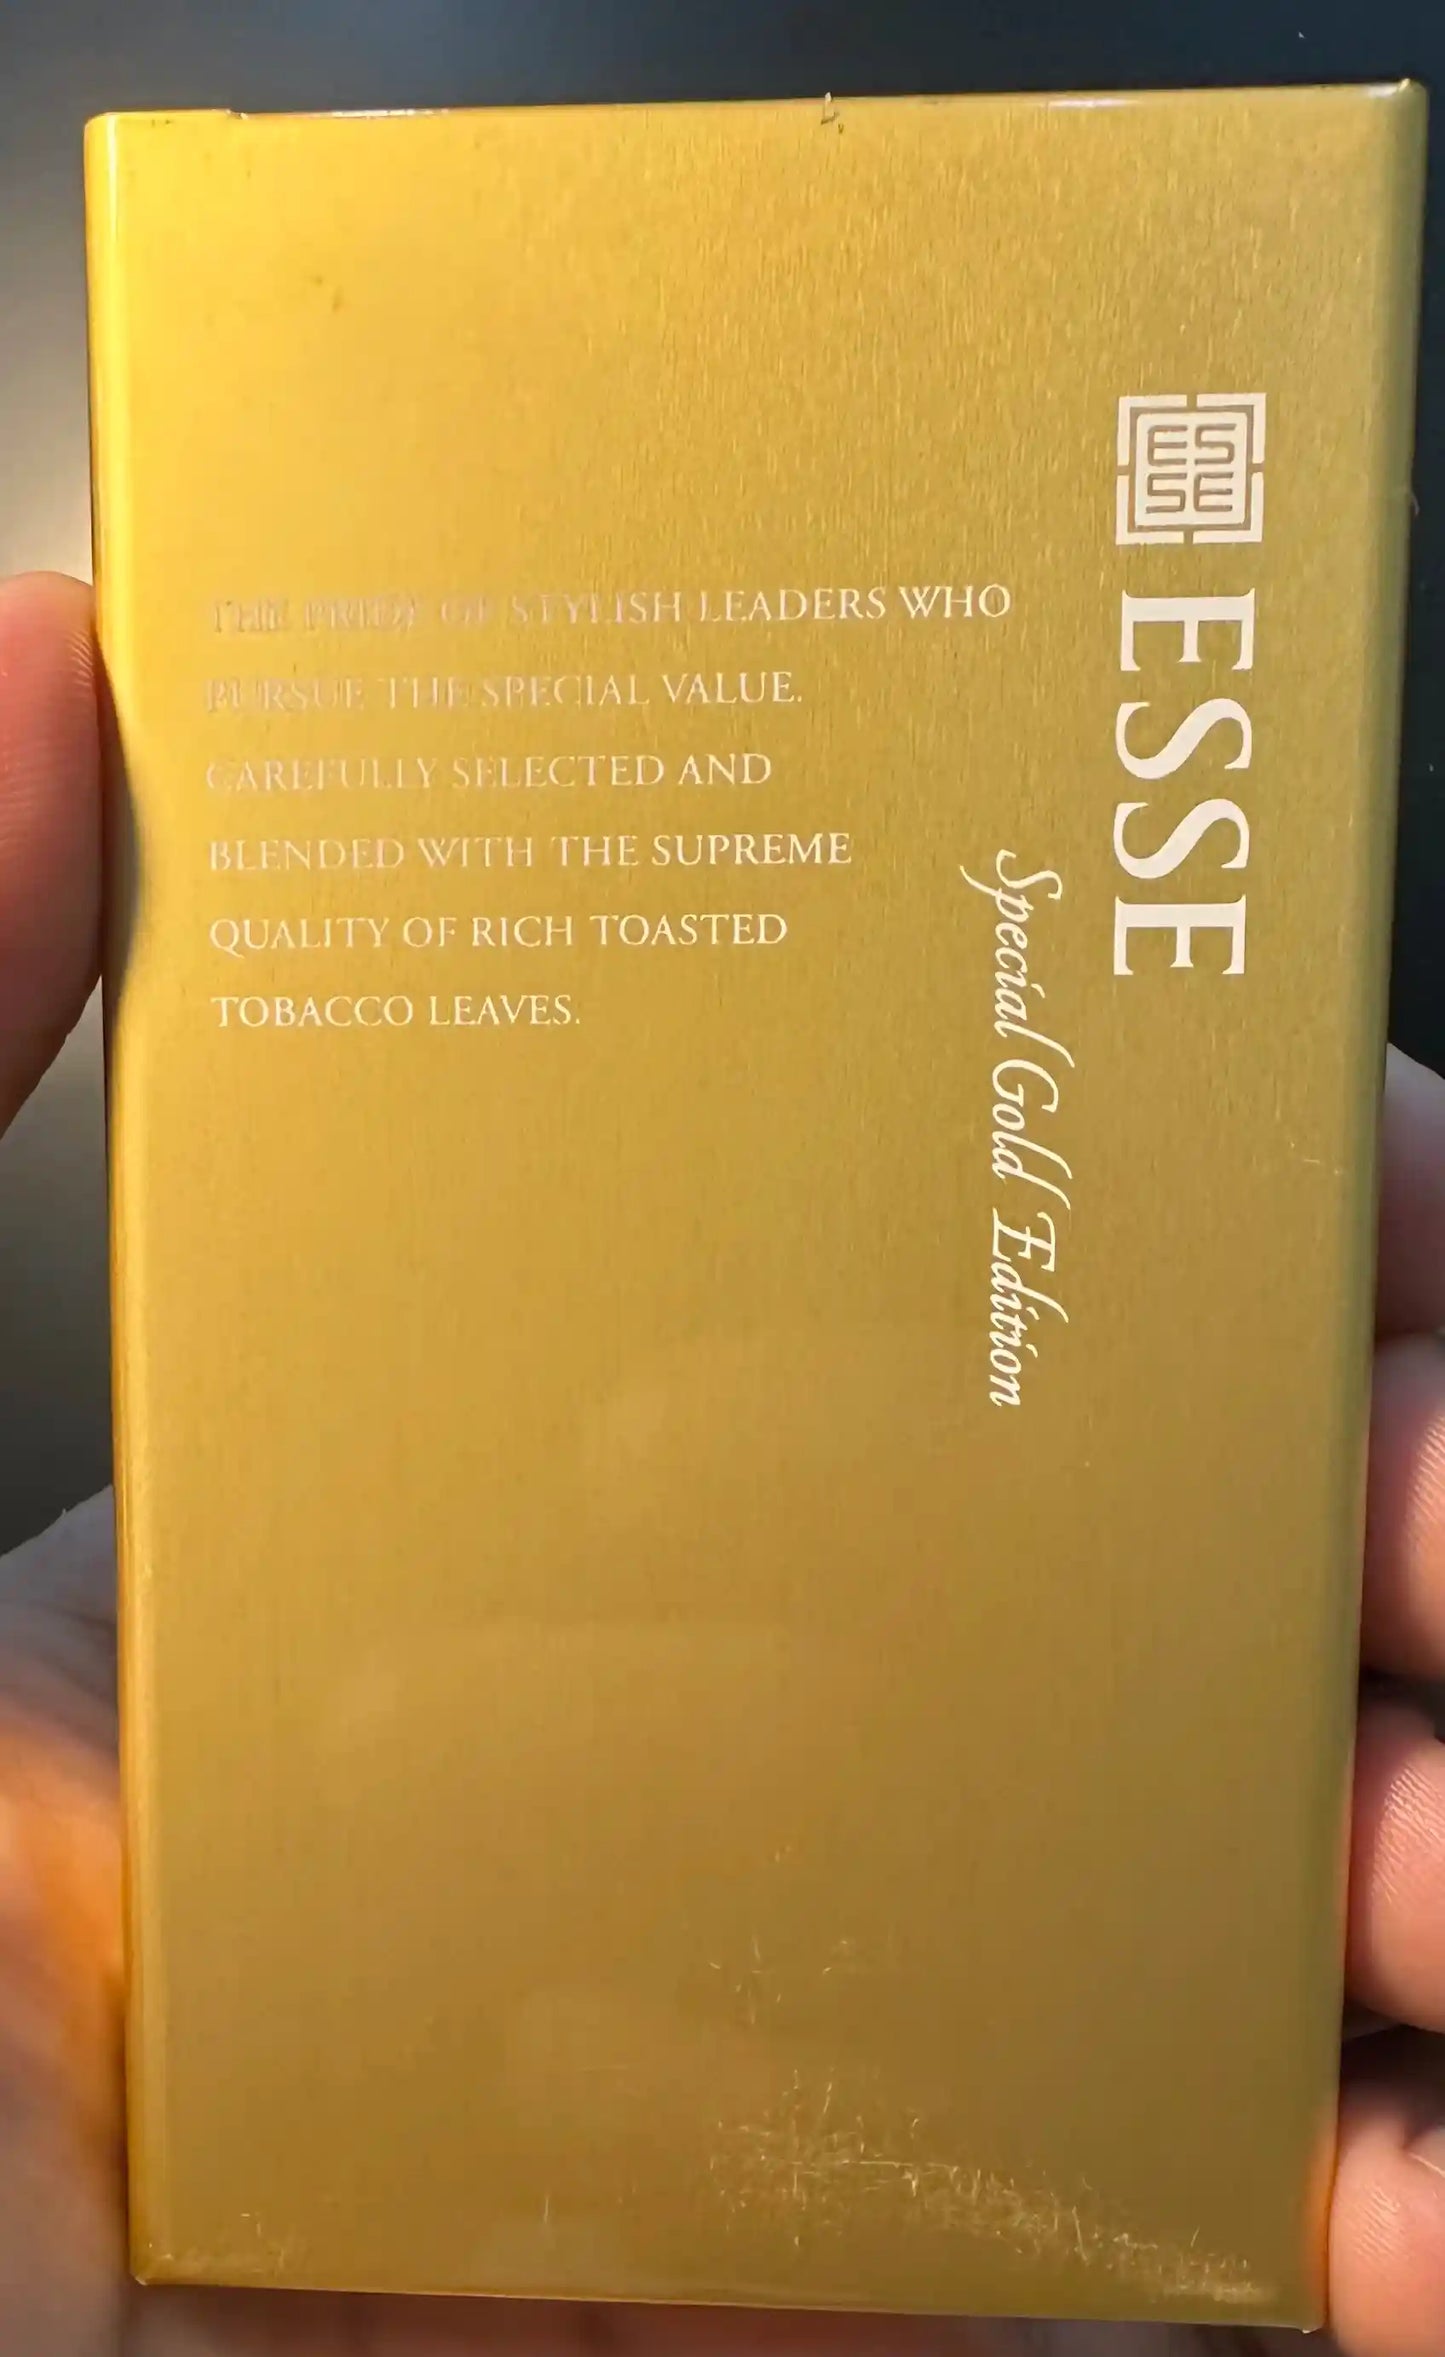 ES
SE
ESSE
Special Gold Edition
THE PRIDE OF STYLISH LEADERS WHO
PURSUE THE SPECIAL VALUE.
CAREFULLY SELECTED AND
BLENDED WITH THE SUPREME
QUALITY OF RICH TOASTED
TOBACCO LEAVES.